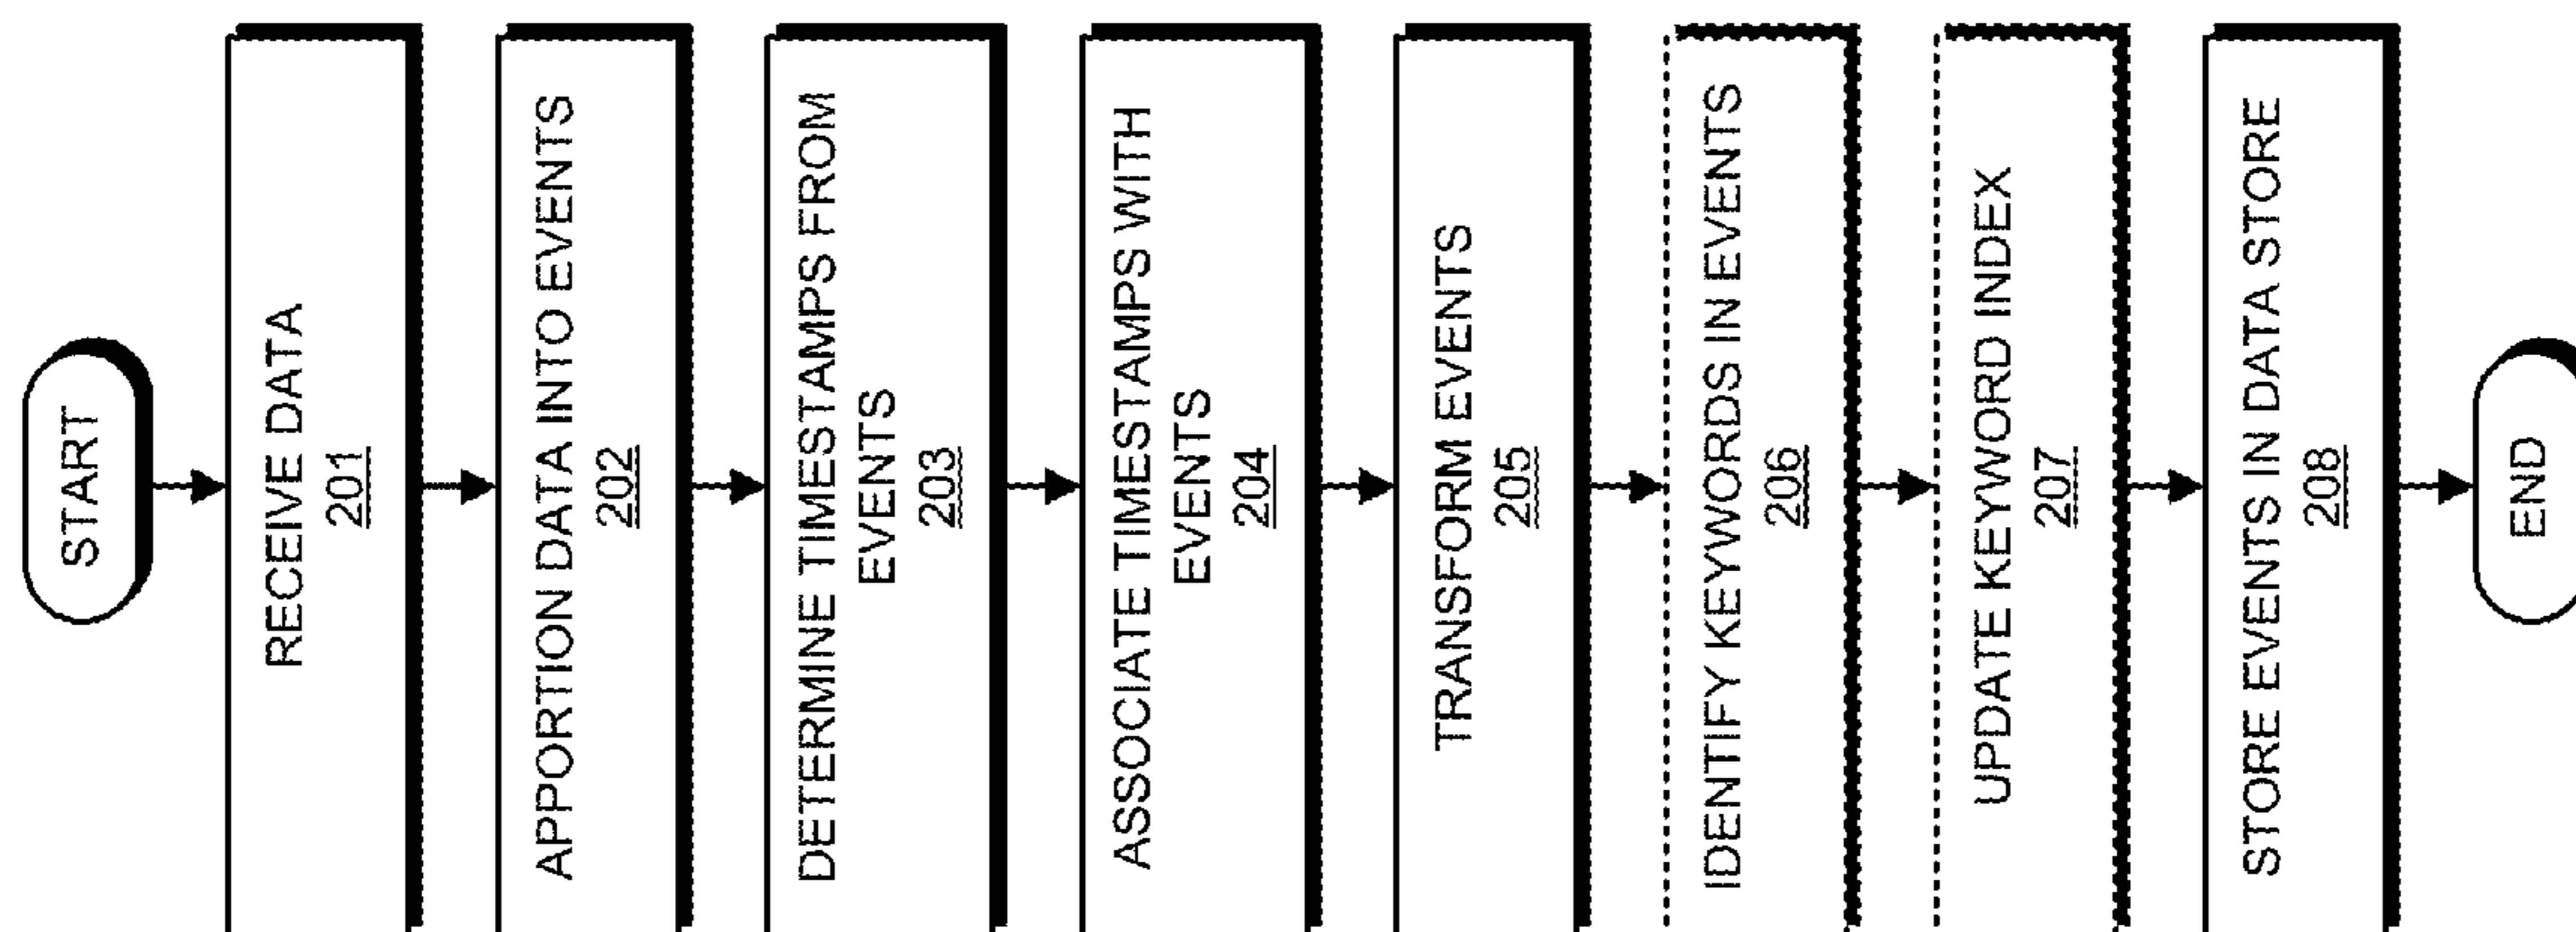 START
RECEIVE DATA
201
APPORTION DATA INTO EVENTS
202
DETERMINE TIMESTAMPS FROM
EVENTS
203
ASSOCIATE TIMESTAMPS WITH
EVENTS
204
TRANSFORM EVENTS
205
IDENTIFY KEYWORDS IN EVENTS
206
UPDATE KEYWORD INDEX
207
STORE EVENTS IN DATA STORE
208
END